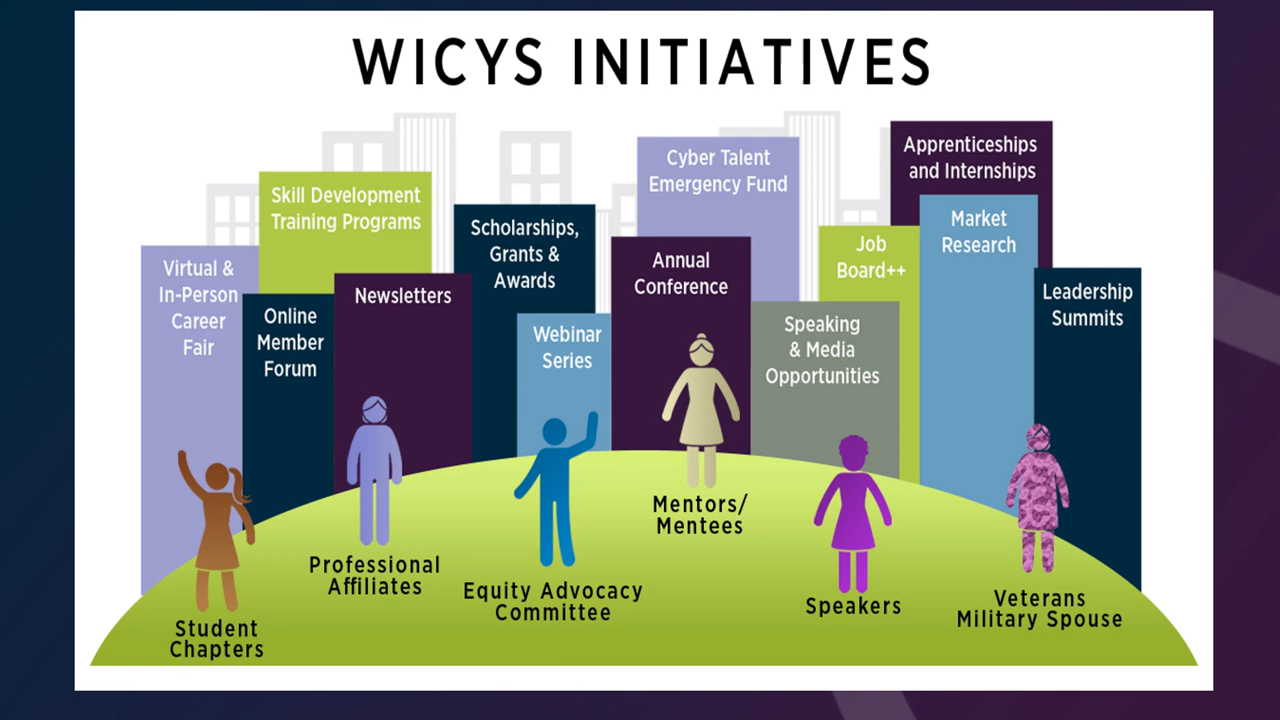 WICYS INITIATIVES
Virtual &
In-Person
Career
Fair
Skill Development
Training Programs
Online
Member
Forum
Newsletters
Scholarships,
Grants &
Awards
Webinar
Series
Cyber Talent
Emergency Fund
Annual
Conference
Speaking
& Media
Opportunities
Job
Board++
Apprenticeships
and Internships
Market
Research
Leadership
Summits
Student
Chapters
Professional
Affiliates
Equity Advocacy
Committee
Mentors/
Mentees
Speakers
Veterans
Military Spouse